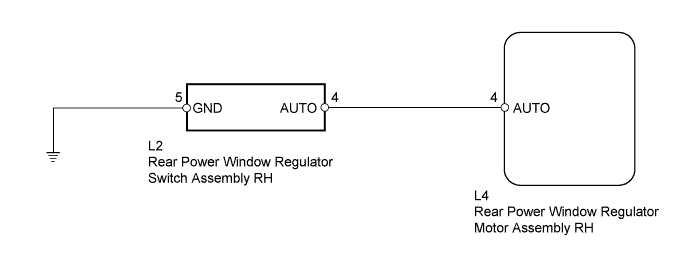 5 GND AUTO 4 4 AUTO
L2
Rear Power Window Regulator
Switch Assembly RH
L4
Rear Power Window Regulator
Motor Assembly RH